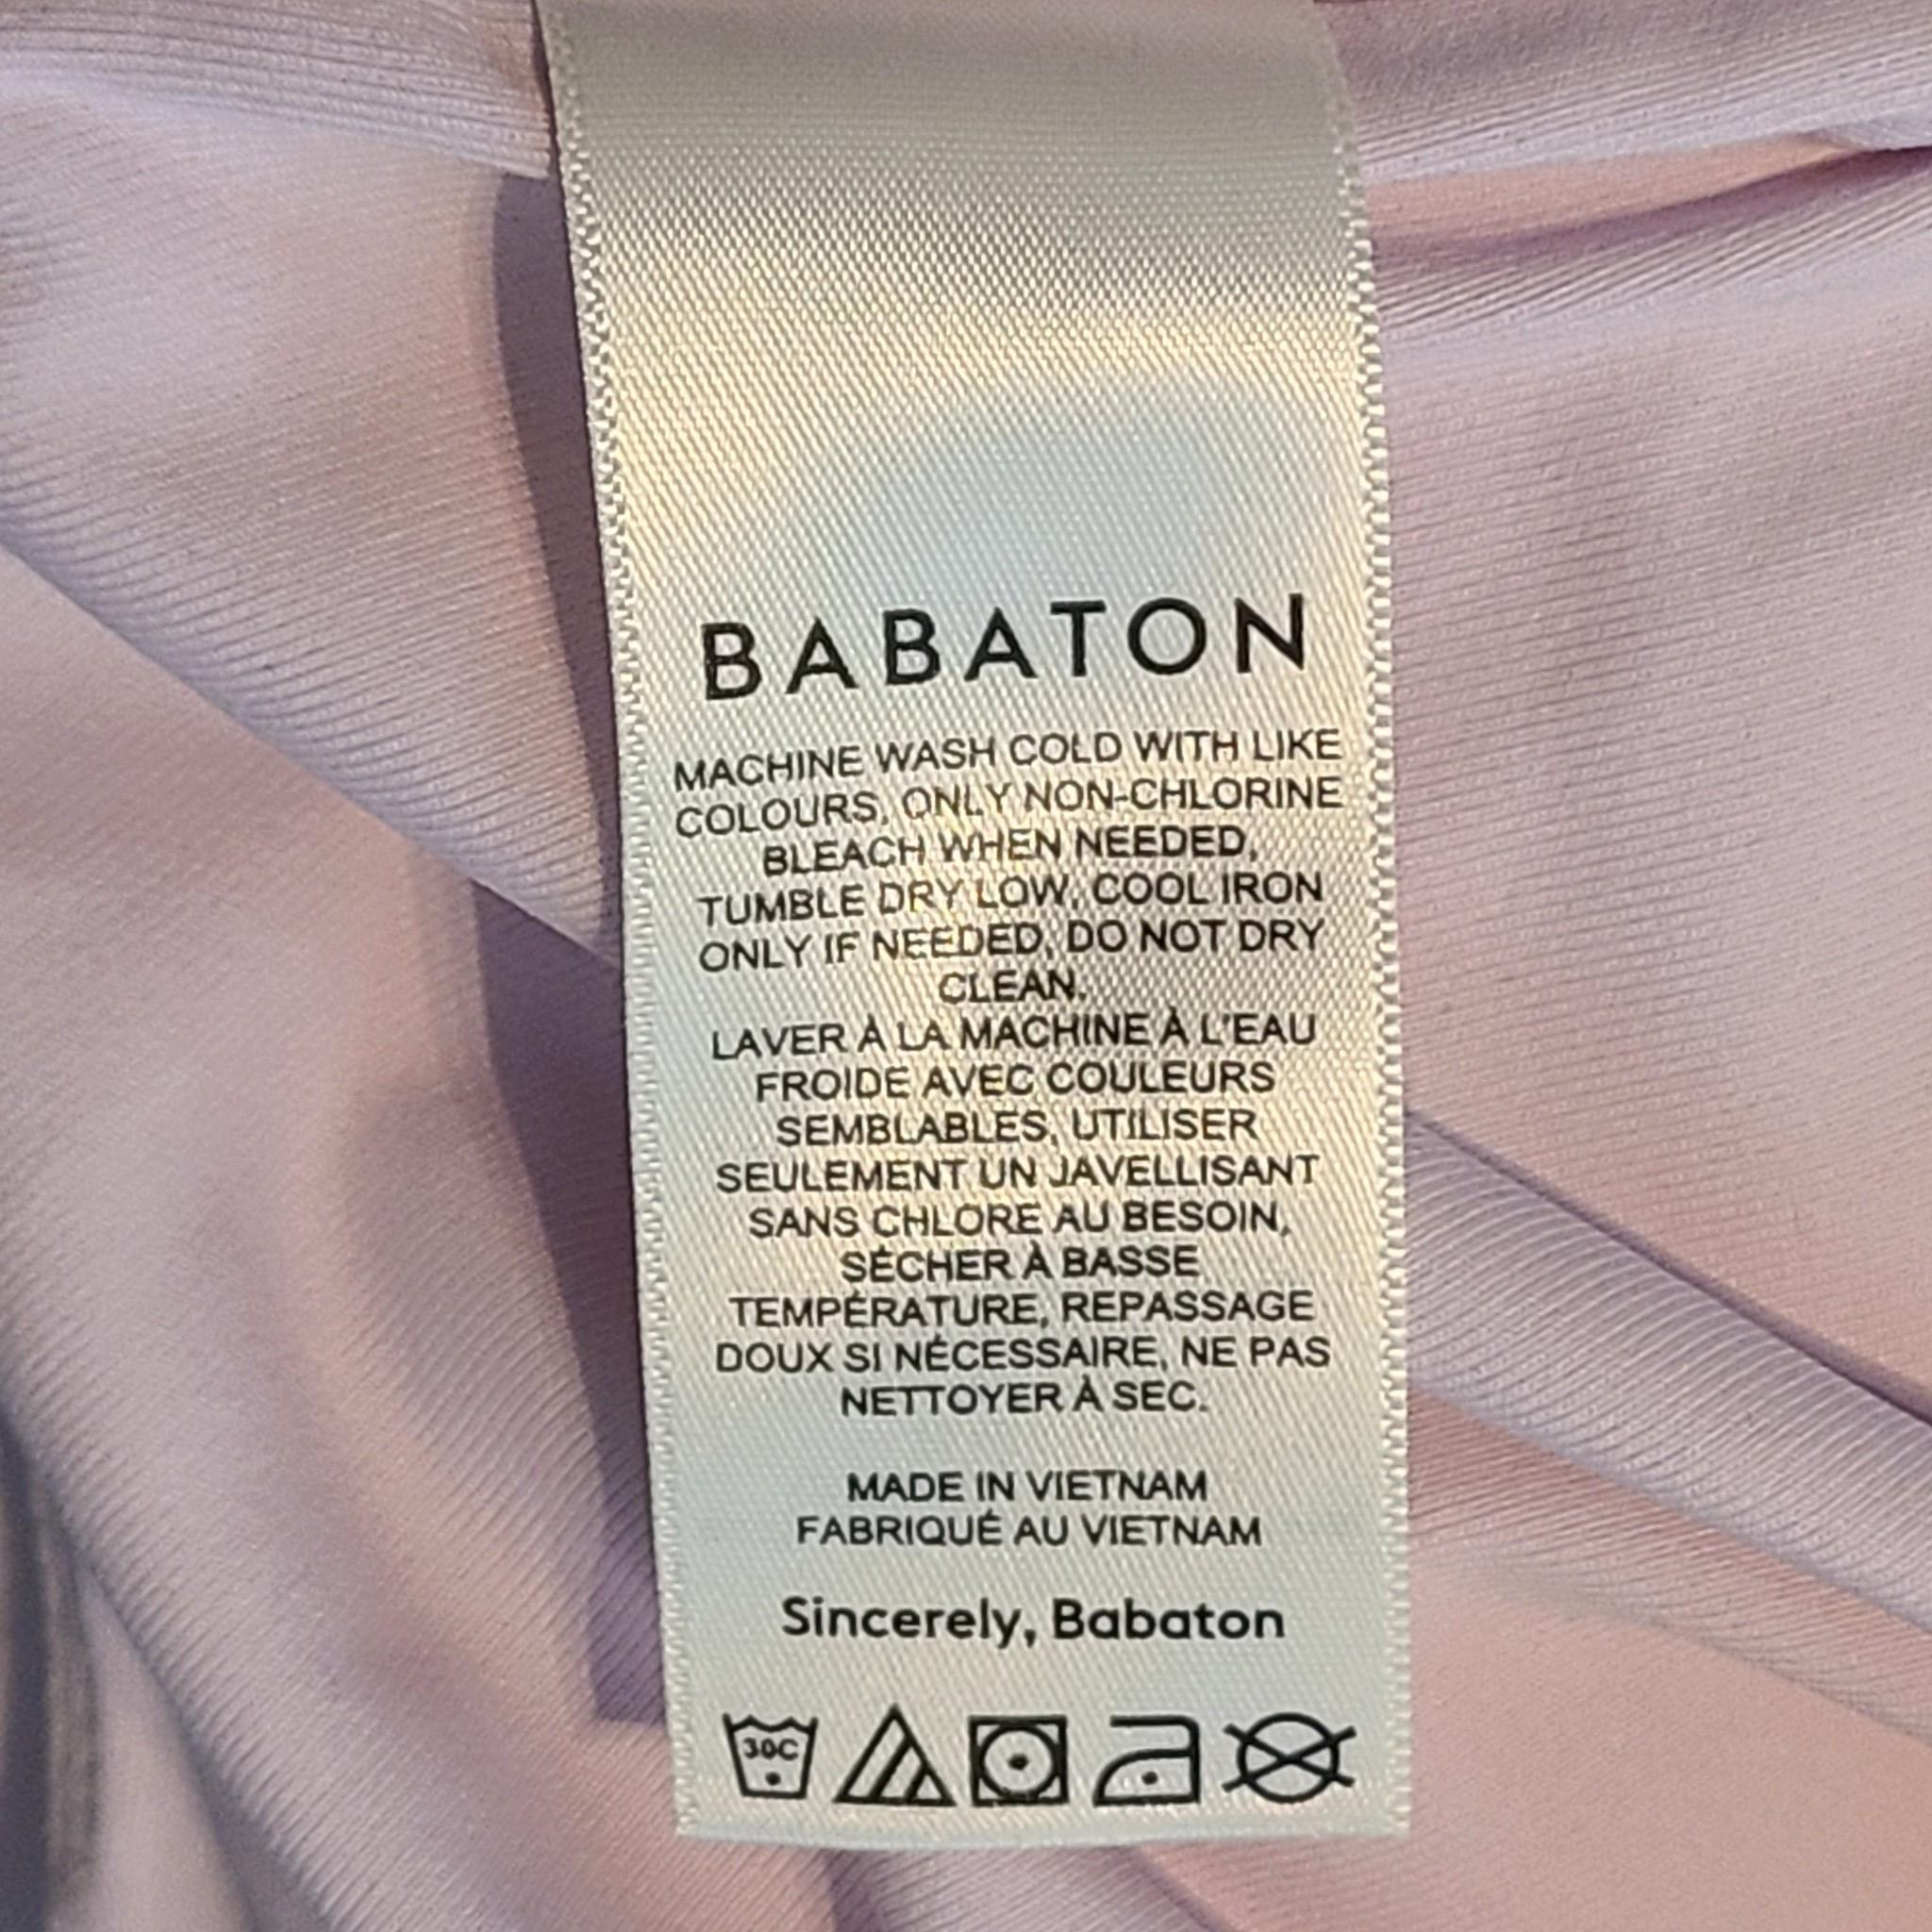 BABATON
MACHINE WASH COLD WITH LIKE
COLOURS, ONLY NON-CHLORINE
BLEACH WHEN NEEDED,
TUMBLE DRY LOW, COOL IRON
ONLY IF NEEDED, DO NOT DRY
CLEAN.
LAVER À LA MACHINE À L'EAU
FROIDE AVEC COULEURS
SEMBLABLES, UTILISER
SEULEMENT UN JAVELLISANT
SANS CHLORE AU BESOIN,
SÉCHER À BASSE
TEMPÉRATURE, REPASSAGE
DOUX SI NÉCESSAIRE, NE PAS
NETTOYER À SEC.
MADE IN VIETNAM
FABRIQUÉ AU VIETNAM
Sincerely, Babaton
30C